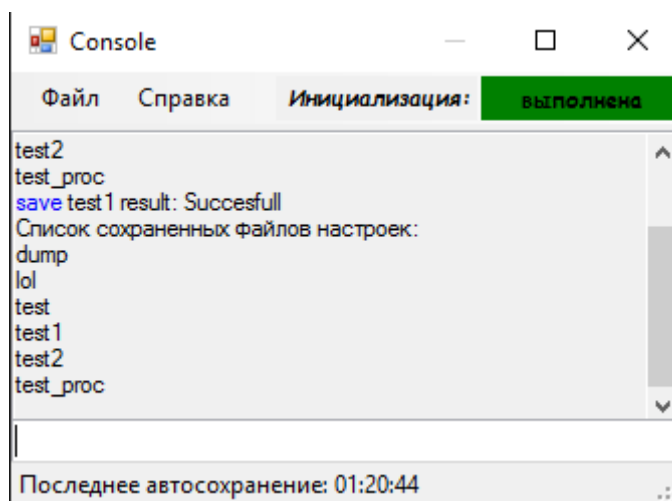 Console
Файл Справка Инициализация: выполнена
test2
test_proc
save test1 result: Succesfull
Список сохраненных файлов настроек:
dump
lol
test
test1
test2
test_proc
Последнее автосохранение: 01:20:44